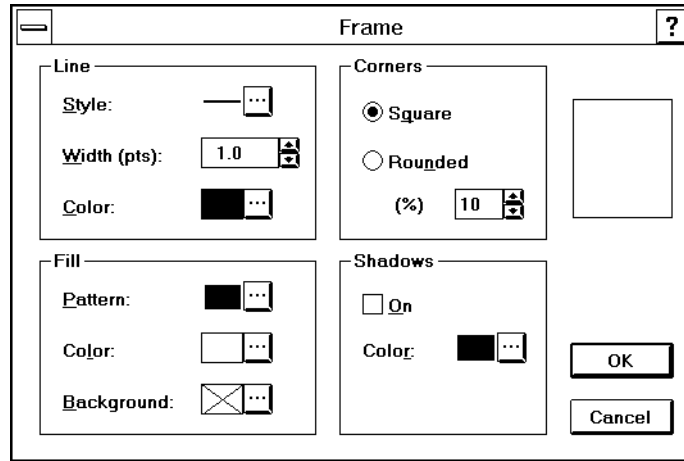 Frame ?
Line
Style: ...
Width (pts): 1.0
Color: ...
Corners
Square
Rounded
(%) 10
Fill
Pattern: ...
Color: ...
Background: ...
Shadows
On
Color: ...
OK
Cancel